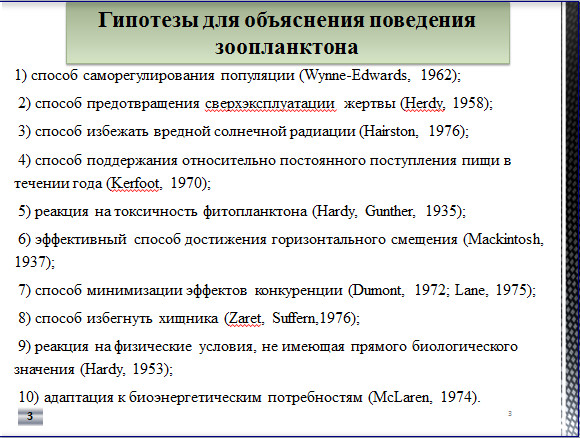 Гипотезы для объяснения поведения
зоопланктона
1) способ саморегулирования популяции (Wynne-Edwards, 1962);
2) способ предотвращения сверхэксплуатации жертвы (Herdy, 1958);
3) способ избежать вредной солнечной радиации (Hairston, 1976);
4) способ поддержания относительно постоянного поступления пищи в
течении года (Kerfoot, 1970);
5) реакция на токсичность фитопланктона (Hardy, Gunther, 1935);
6) эффективный способ достижения горизонтального смещения (Mackintosh,
1937);
7) способ минимизации эффектов конкуренции (Dumont, 1972; Lane, 1975);
8) способ избегнуть хищника (Zaret, Suffern,1976);
9) реакция на физические условия, не имеющая прямого биологического
значения (Hardy, 1953);
10) адаптация к биоэнергетическим потребностям (McLaren, 1974).
3
3